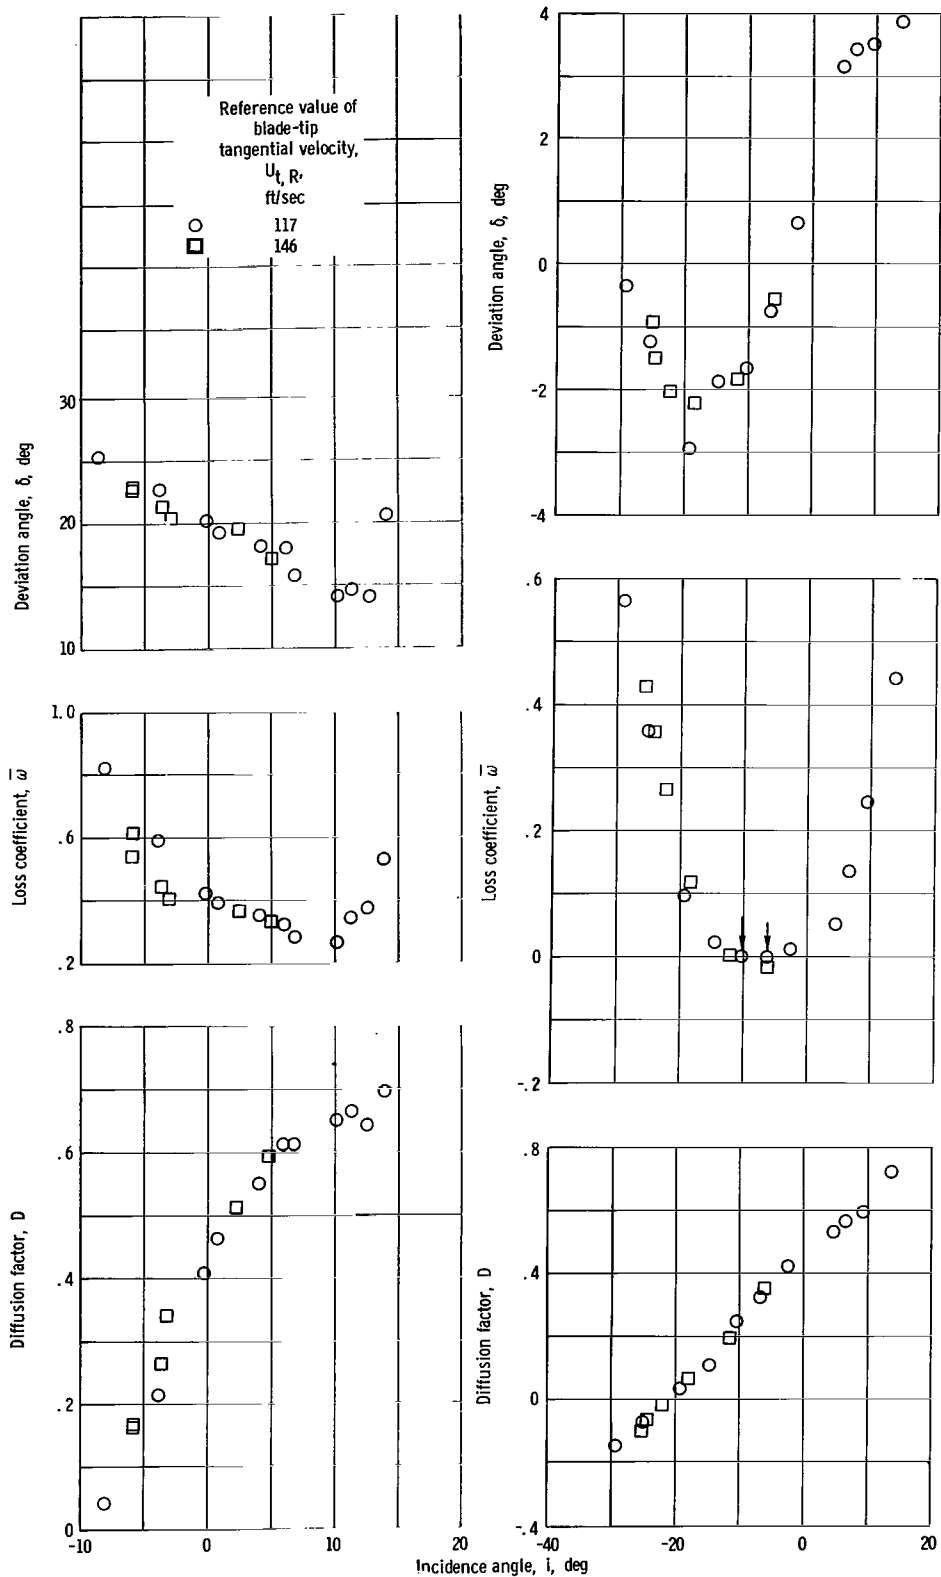 Reference value of
blade-tip
tangential velocity,
Ut, R,
ft/sec
117
146
Deviation angle, δ, deg
30
20
10
Loss coefficient, ω̅
1.0
.6
.2
Diffusion factor, D
.8
.6
.4
.2
0
-10
0
10
20
Deviation angle, δ, deg
4
2
0
-2
-4
Loss coefficient, ω̅
.6
.4
.2
0
-.2
Diffusion factor, D
.8
.4
0
-.4
-40
-20
0
20
Incidence angle, i, deg